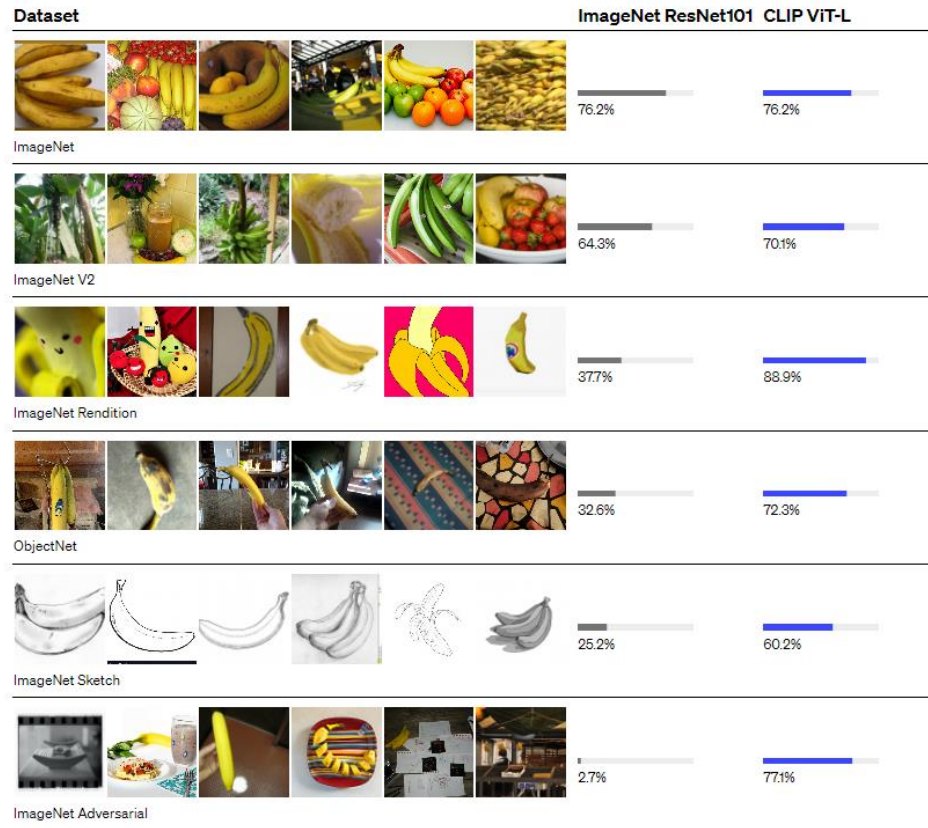 Dataset ImageNet ResNet101 CLIP ViT-L
76.2% 76.2%
ImageNet
64.3% 70.1%
ImageNet V2
37.7% 88.9%
ImageNet Rendition
32.6% 72.3%
ObjectNet
25.2% 60.2%
ImageNet Sketch
2.7% 77.1%
ImageNet Adversarial